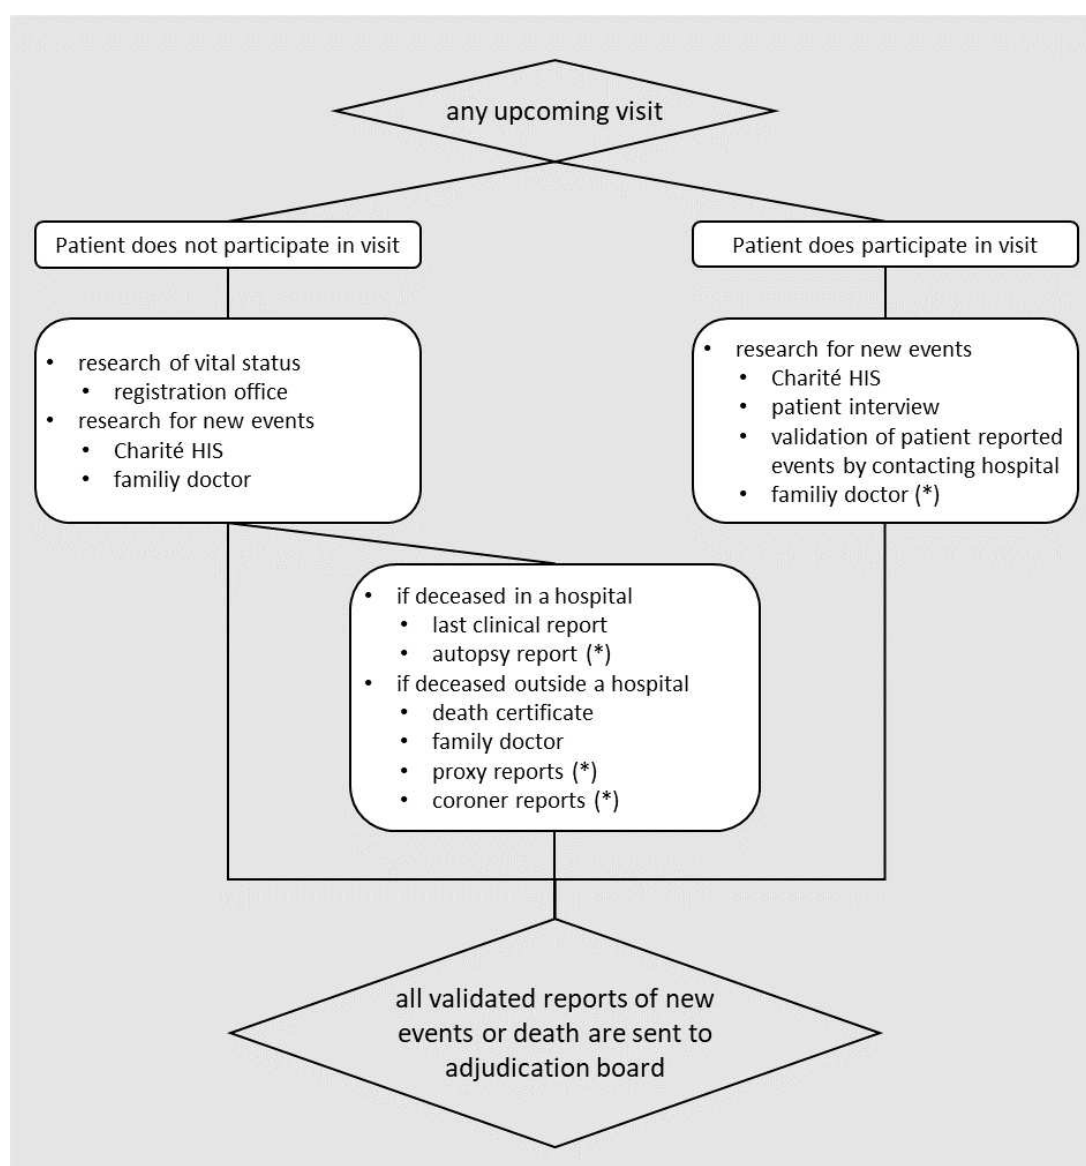 any upcoming visit
Patient does not participate in visit
Patient does participate in visit
• research of vital status
• registration office
• research for new events
• Charité HIS
• familiy doctor
• research for new events
• Charité HIS
• patient interview
• validation of patient reported
events by contacting hospital
• familiy doctor (*)
• if deceased in a hospital
• last clinical report
• autopsy report (*)
• if deceased outside a hospital
• death certificate
• family doctor
• proxy reports (*)
• coroner reports (*)
all validated reports of new
events or death are sent to
adjudication board